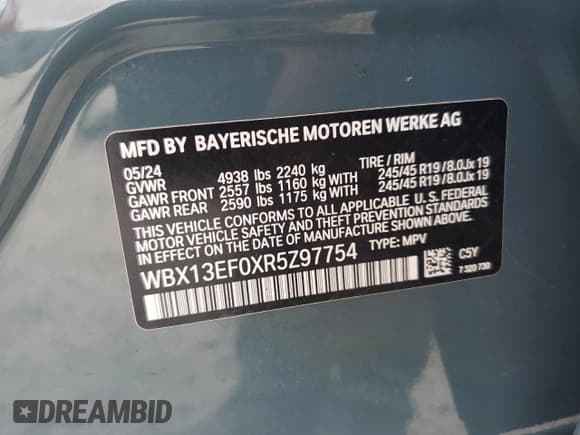 MFD BY BAYERISCHE MOTOREN WERKE AG
05/24
GVWR 4938 lbs 2240 kg TIRE / RIM
GAWR FRONT 2557 lbs 1160 kg 245/45 R19 /8.0Jx19
GAWR REAR 2590 lbs 1175 kg 245/45 R19 /8.0Jx19
THIS VEHICLE CONFORMS TO ALL APPLICABLE U.S. FEDERAL
MOTOR VEHICLE SAFETY AND THEFT PREVENTION STANDARDS
IN EFFECT ON THE DATE OF MANUFACTURE SHOWN ABOVE.
WBX13EF0XR5Z97754 TYPE: MPV
C5Y
7 320 730
DREAMBID